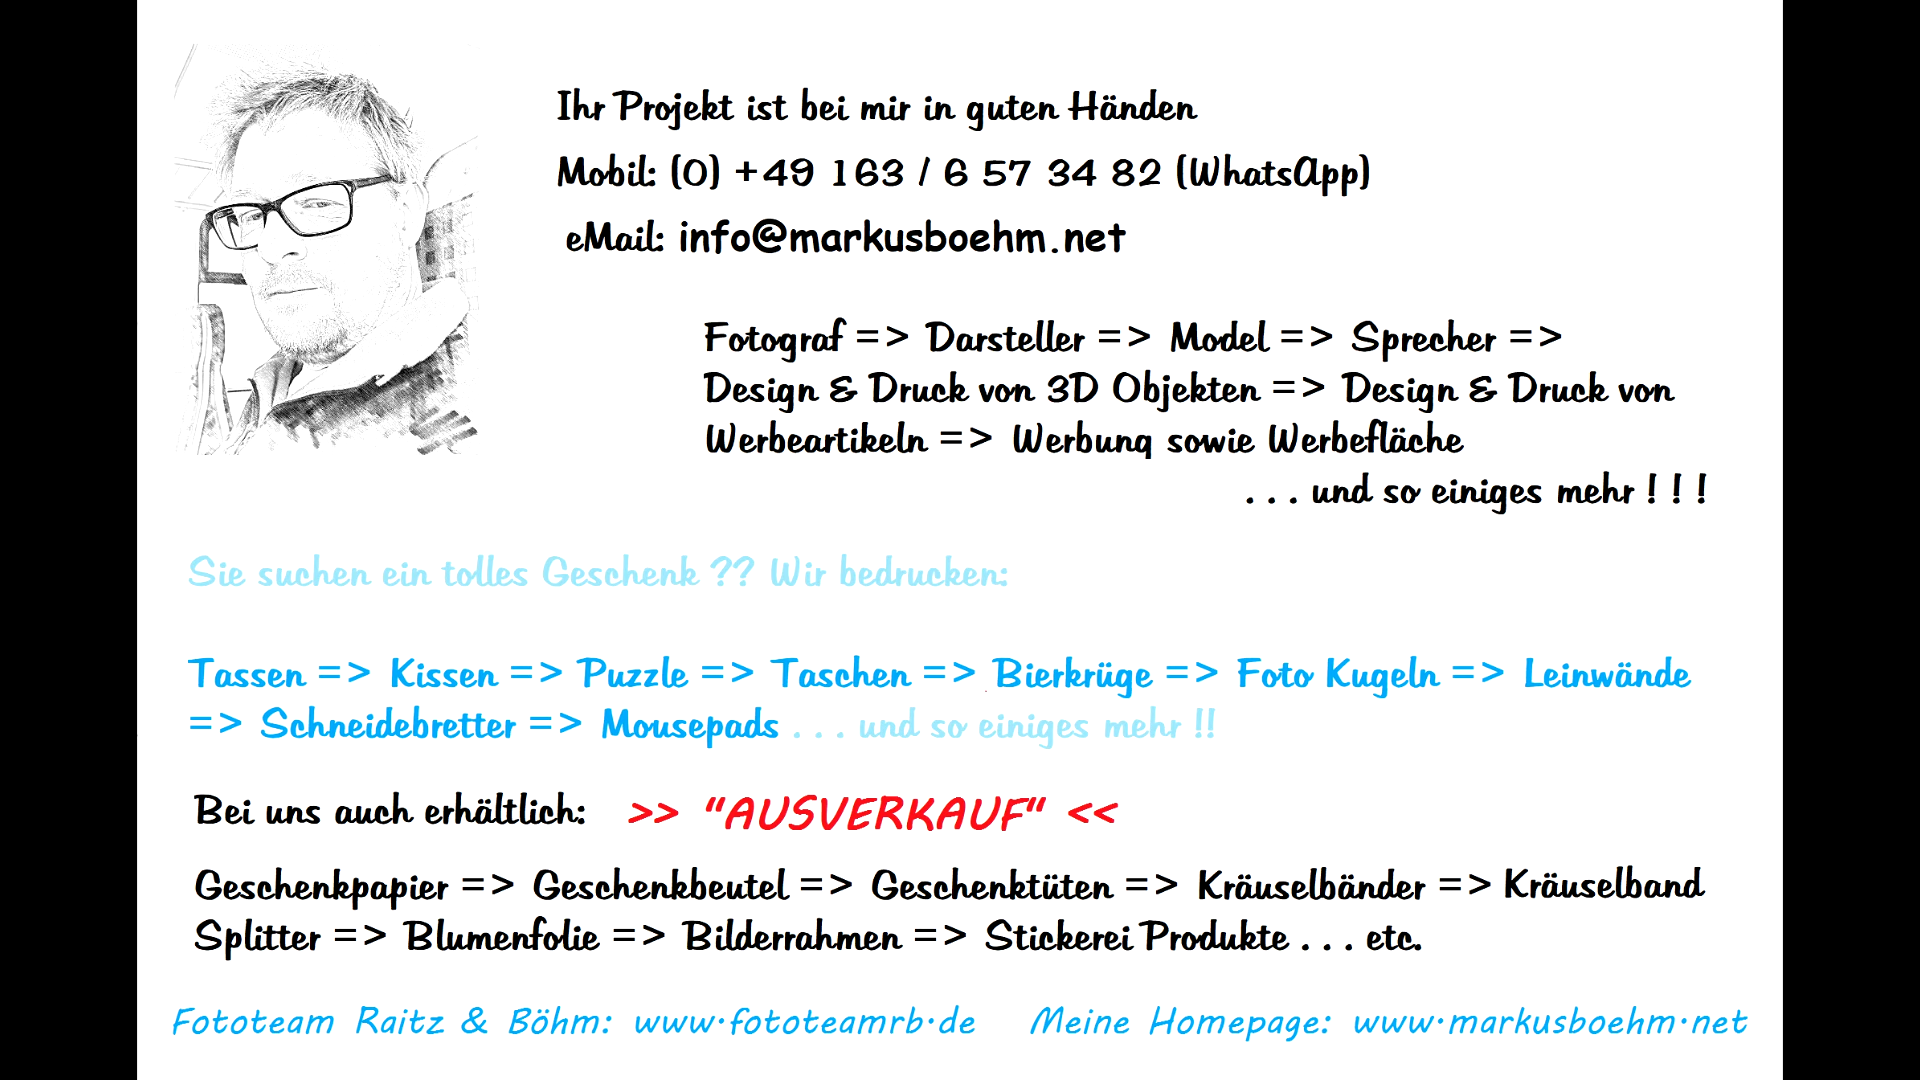 Ihr Projekt ist bei mir in guten Händen
Mobil: (0) +49 163 / 6 57 34 82 (WhatsApp)
eMail: info@markusboehm.net
Fotograf => Darsteller => Model => Sprecher =>
Design & Druck von 3D Objekten => Design & Druck von
Werbeartikeln => Werbung sowie Werbefläche
. . . und so einiges mehr ! ! !
Sie suchen ein tolles Geschenk ?? Wir bedrucken:
Tassen => Kissen => Puzzle => Taschen => Bierkrüge => Foto Kugeln => Leinwände
=> Schneidebretter => Mousepads . . . und so einiges mehr !!
Bei uns auch erhältlich: >> "AUSVERKAUF" <<
Geschenkpapier => Geschenkbeutel => Geschenktüten => Kräuselbänder => Kräuselband
Splitter => Blumenfolie => Bilderrahmen => Stickerei Produkte . . . etc.
Fototeam Raitz & Böhm: www.fototeamrb.de Meine Homepage: www.markusboehm.net